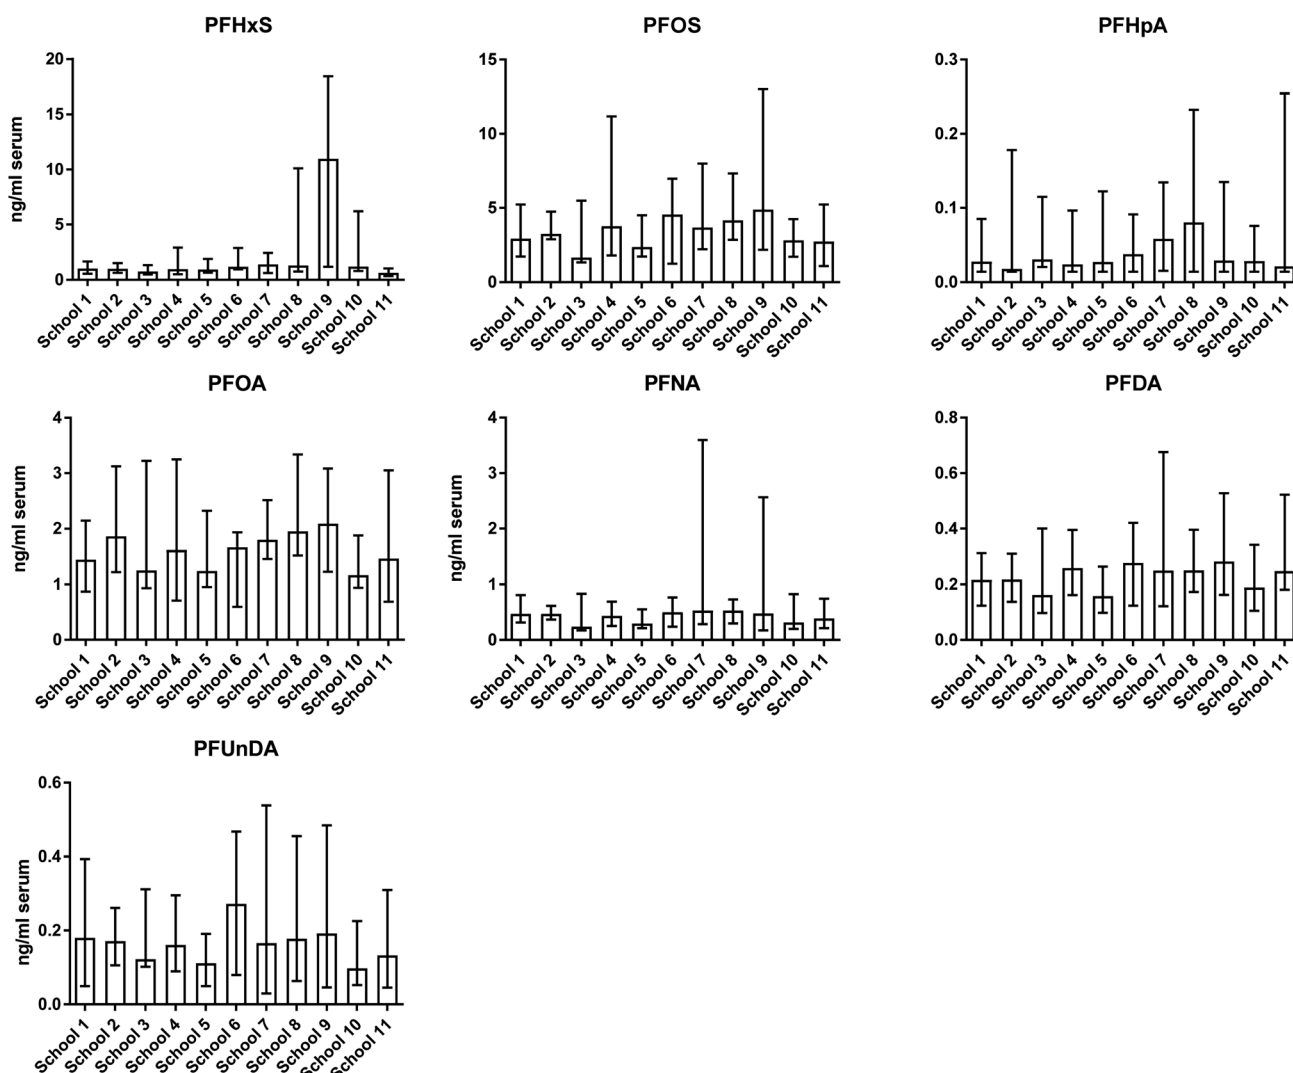 PFHxS
ng/ml serum
20
15
10
5
0
School 1
School 2
School 3
School 4
School 5
School 6
School 7
School 8
School 9
School 10
School 11
PFOS
15
10
5
0
School 1
School 2
School 3
School 4
School 5
School 6
School 7
School 8
School 9
School 10
School 11
PFHpA
0.3
0.2
0.1
0.0
School 1
School 2
School 3
School 4
School 5
School 6
School 7
School 8
School 9
School 10
School 11
PFOA
ng/ml serum
4
3
2
1
0
School 1
School 2
School 3
School 4
School 5
School 6
School 7
School 8
School 9
School 10
School 11
PFNA
ng/ml serum
4
3
2
1
0
School 1
School 2
School 3
School 4
School 5
School 6
School 7
School 8
School 9
School 10
School 11
PFDA
0.8
0.6
0.4
0.2
0.0
School 1
School 2
School 3
School 4
School 5
School 6
School 7
School 8
School 9
School 10
School 11
PFUnDA
ng/ml serum
0.6
0.4
0.2
0.0
School 1
School 2
School 3
School 4
School 5
School 6
School 7
School 8
School 9
School 10
School 11